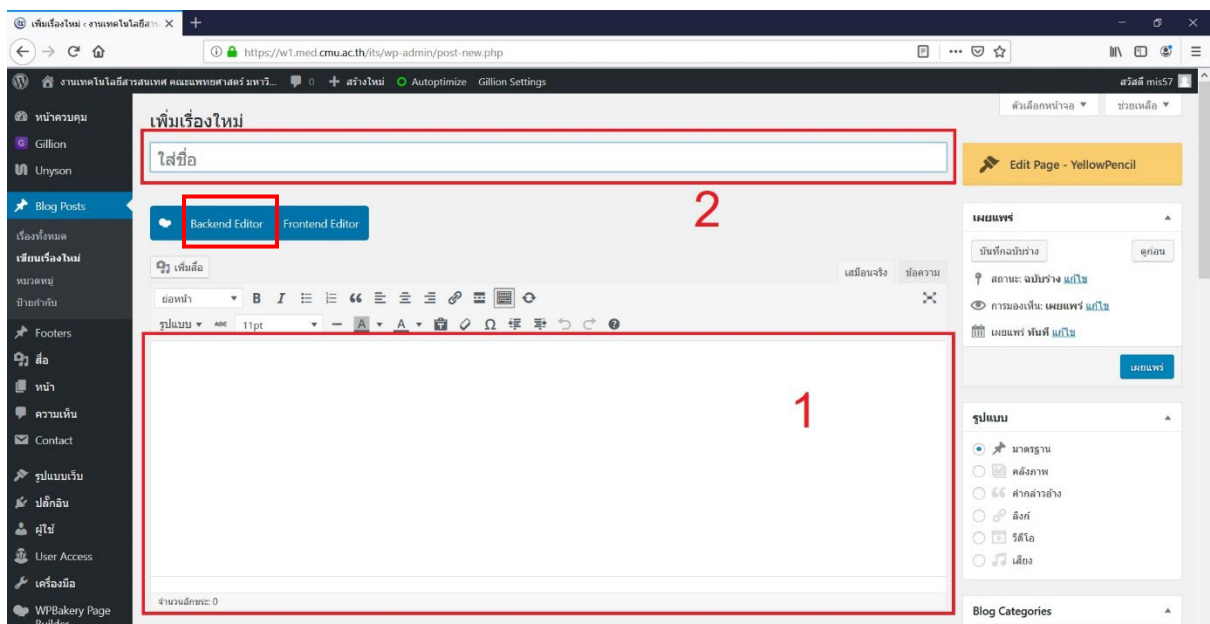 เพิ่มเรื่องใหม่ ‹ งานเทคโนโลยีสาร
https://w1.med.cmu.ac.th/its/wp-admin/post-new.php
งานเทคโนโลยีสารสนเทศ คณะแพทยศาสตร์ มหาวิ... 0 + สร้างใหม่ Autoptimize Gillion Settings สวัสดี mis57
ตัวเลือกหน้าจอ ช่วยเหลือ
หน้าควบคุม
Gillion
Unyson
Blog Posts
เรื่องทั้งหมด
เขียนเรื่องใหม่
หมวดหมู่
ป้ายกำกับ
Footers
สื่อ
หน้า
ความเห็น
Contact
รูปแบบเว็บ
ปลั๊กอิน
ผู้ใช้
User Access
เครื่องมือ
WPBakery Page
Builder
เพิ่มเรื่องใหม่
ใส่ชื่อ
2
Backend Editor Frontend Editor
เพิ่มสื่อ
เสมือนจริง ข้อความ
ย่อหน้า B I
รูปแบบ ABC 11pt A A Ω
1
จำนวนอักขระ: 0
Edit Page - YellowPencil
เผยแพร่
บันทึกฉบับร่าง ดูก่อน
สถานะ: ฉบับร่าง แก้ไข
การมองเห็น: เผยแพร่ แก้ไข
เผยแพร่ ทันที แก้ไข
เผยแพร่
รูปแบบ
มาตรฐาน
คลังภาพ
คำกล่าวอ้าง
ลิงก์
วีดีโอ
เสียง
Blog Categories